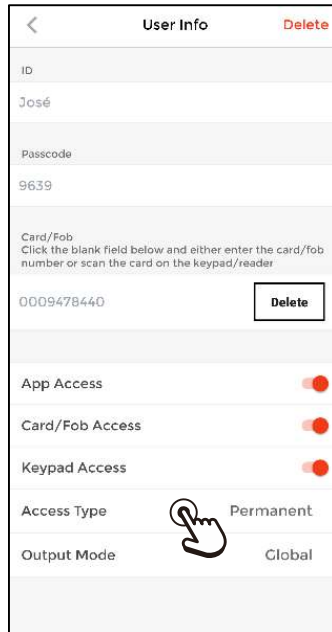 User Info Delete
ID
José
Passcode
9639
Card/Fob
Click the blank field below and either enter the card/fob
number or scan the card on the keypad/reader
0009478440 Delete
App Access
Card/Fob Access
Keypad Access
Access Type Permanent
Output Mode Global